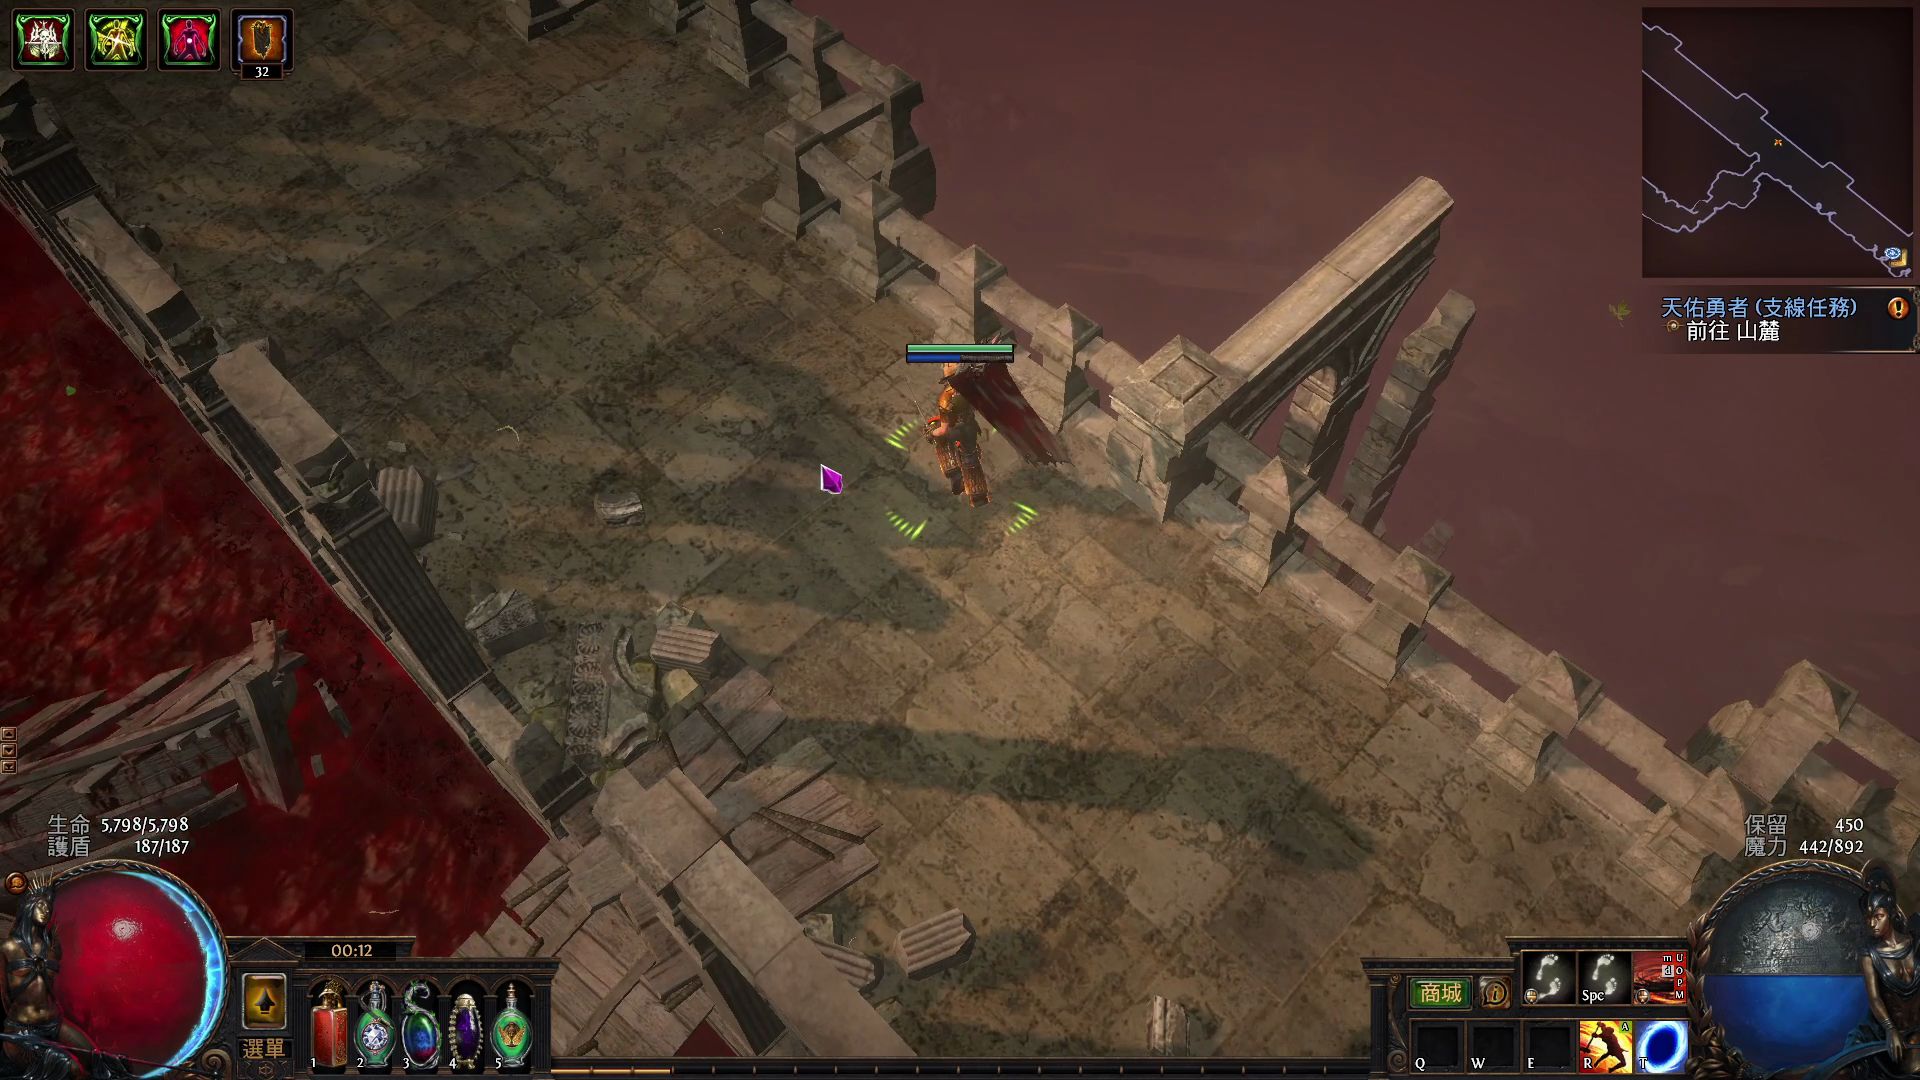 32
天佑勇者 (支線任務)
前往 山麓
生命 5,798/5,798
護盾 187/187
保留 450
魔力 442/892
00:12
選單
1
2
3
4
5
商城
Spc
m U
d O
P
M
Q
W
E
R
A
T